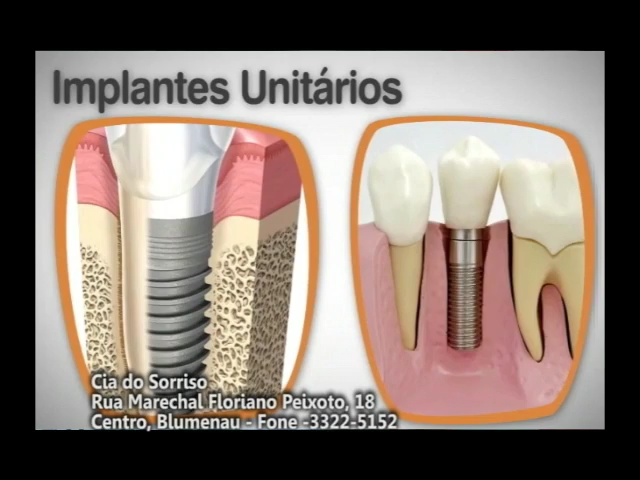 Implantes Unitários
Cia do Sorriso
Rua Marechal Floriano Peixoto, 18
Centro, Blumenau - Fone -3322-5152